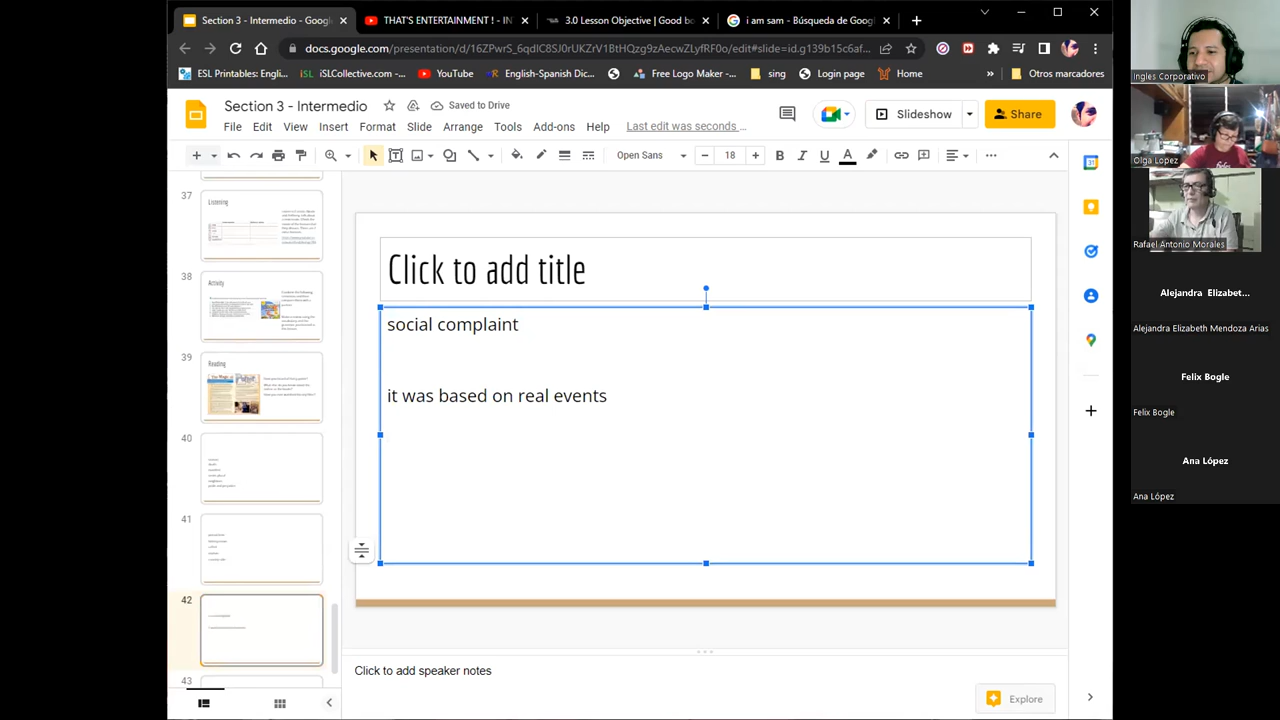 Section 3 - Intermedio - Google
THAT'S ENTERTAINMENT ! - IN
3.0 Lesson Objective | Good bo
i am sam - Búsqueda de Goog
docs.google.com/presentation/d/16ZPwrS_6qdIC8SJ0rUKZrV1BtHQzg9zAecwZLyfRF0o/edit#slide=id.g139b15c6af...
ESL Printables: Engli...
iSLCollective.com -...
YouTube
English-Spanish Dic...
Free Logo Maker -...
sing
Login page
Home
Otros marcadores
Section 3 - Intermedio
Saved to Drive
Slideshow
Share
File Edit View Insert Format Slide Arrange Tools Add-ons Help Last edit was seconds ...
Open Sans
18
37
Listening
38
Activity
39
Reading
40
41
42
43
Click to add title
social complaint
it was based on real events
Click to add speaker notes
Explore
Ingles Corporativo
Olga Lopez
Rafael Antonio Morales
Alejandra Elizabet...
Alejandra Elizabeth Mendoza Arias
Felix Bogle
Felix Bogle
Ana López
Ana López